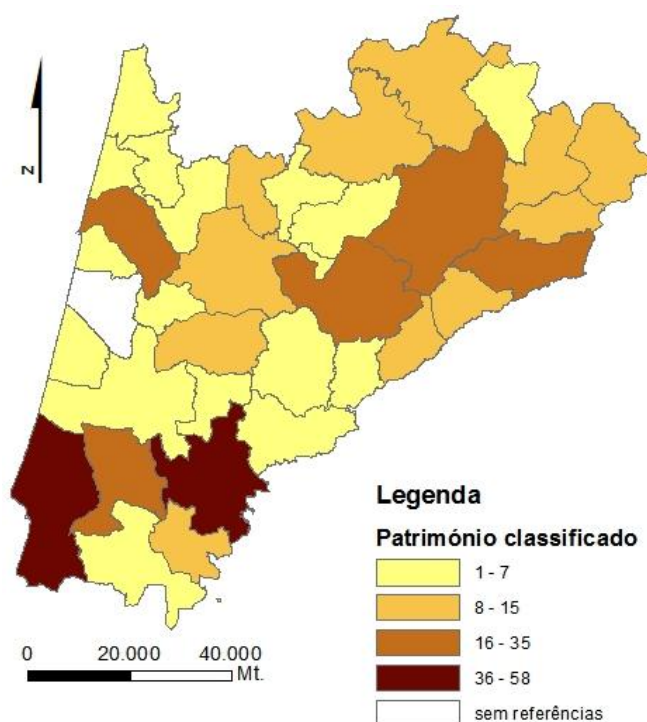 N
Legenda
Património classificado
1 - 7
8 - 15
16 - 35
36 - 58
sem referências
0 20.000 40.000
Mt.